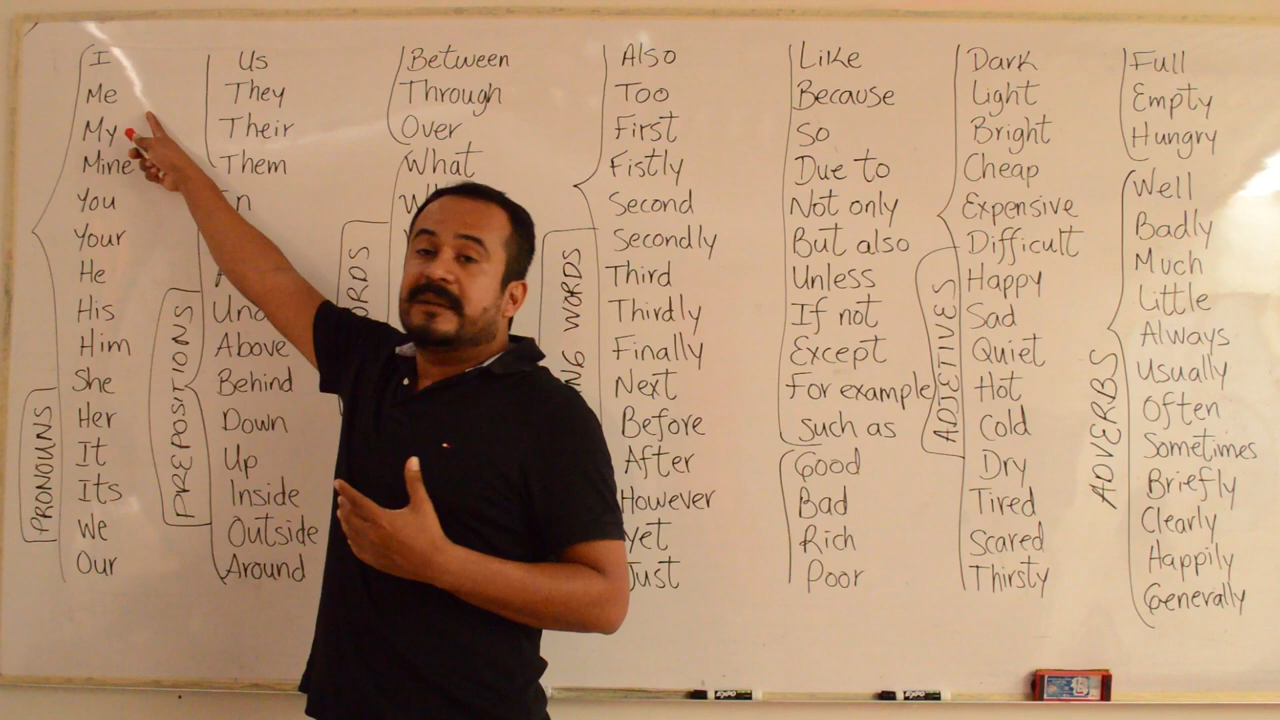 I
Me
My
Mine
You
Your
He
His
Him
She
Her
It
Its
We
Our
PRONOUNS
Us
They
Their
Them
Above
Behind
Down
Up
Inside
Outside
Around
PREPOSITIONS
Between
Through
Over
What
Also
Too
First
Fistly
Second
Secondly
Third
Thirdly
Finally
Next
Before
After
However
Yet
Just
WORDS
Like
Because
So
Due to
Not only
But also
Unless
If not
Except
For example
such as
Good
Bad
Rich
Poor
Dark
Light
Bright
Cheap
Expensive
Difficult
Happy
Sad
Quiet
Hot
Cold
Dry
Tired
Scared
Thirsty
ADJETIVES
Full
Empty
Hungry
Well
Badly
Much
Little
Always
Usually
Often
Sometimes
Briefly
Clearly
Happily
Generally
ADVERBS